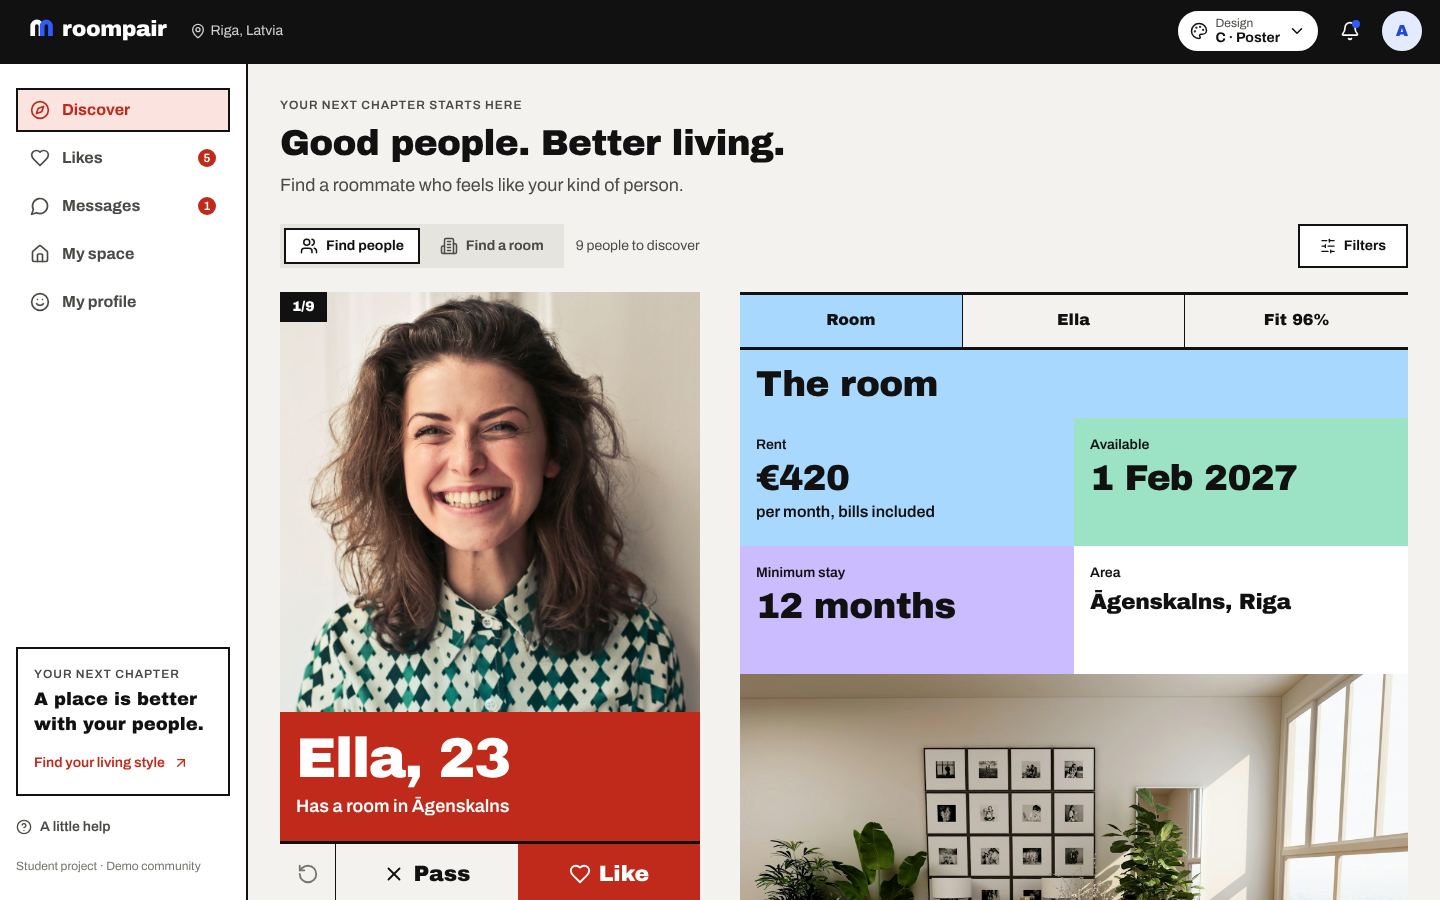 roompair
Riga, Latvia
Design
C · Poster
A
Discover
Likes
5
Messages
1
My space
My profile
YOUR NEXT CHAPTER
A place is better
with your people.
Find your living style
A little help
Student project · Demo community
YOUR NEXT CHAPTER STARTS HERE
Good people. Better living.
Find a roommate who feels like your kind of person.
Find people
Find a room
9 people to discover
Filters
1/9
Ella, 23
Has a room in Āgenskalns
Pass
Like
Room
Ella
Fit 96%
The room
Rent
€420
per month, bills included
Available
1 Feb 2027
Minimum stay
12 months
Area
Āgenskalns, Riga